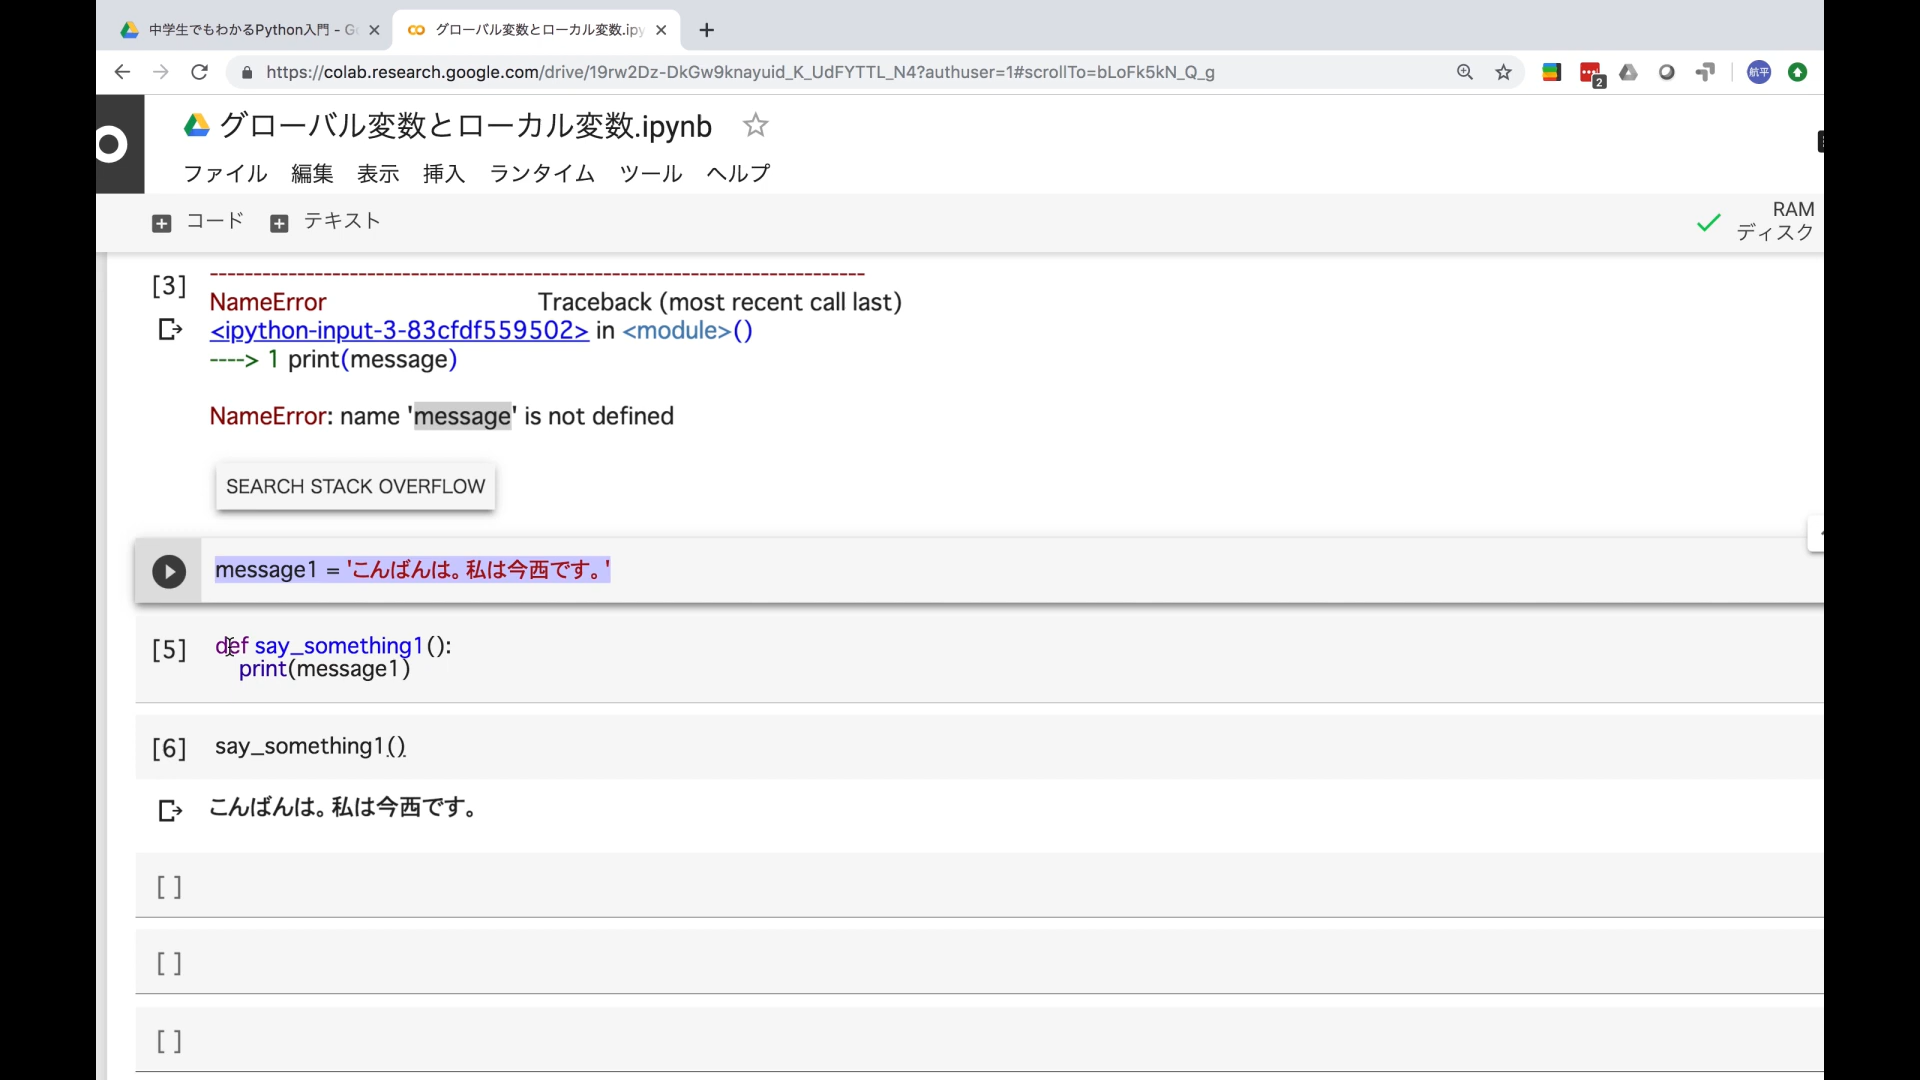 中学生でもわかるPython入門 - G
グローバル変数とローカル変数.ipy
https://colab.research.google.com/drive/19rw2Dz-DkGw9knayuid_K_UdFYTTL_N4?authuser=1#scrollTo=bLoFk5kN_Q_g
2
航平
グローバル変数とローカル変数.ipynb
ファイル 編集 表示 挿入 ランタイム ツール ヘルプ
コード テキスト
RAM
ディスク
[3]
---------------------------------------------------------------------------
NameError Traceback (most recent call last)
<ipython-input-3-83cfdf559502> in <module>()
----> 1 print(message)
NameError: name 'message' is not defined
SEARCH STACK OVERFLOW
message1 = 'こんばんは。私は今西です。'
[5] def say_something1():
print(message1)
[6] say_something1()
こんばんは。私は今西です。
[ ]
[ ]
[ ]